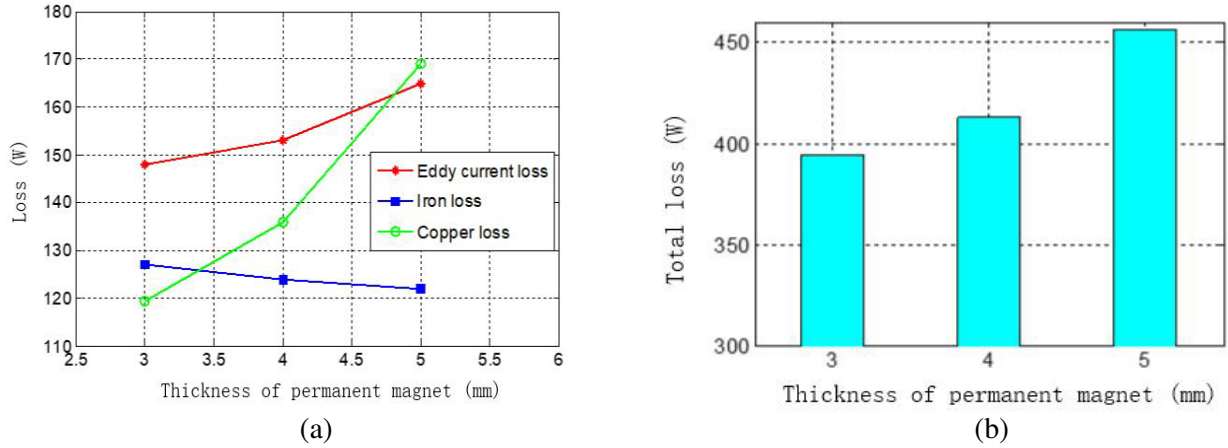 180
170
160
150
140
130
120
110
2.5 3 3.5 4 4.5 5 5.5 6
Loss (W)
Eddy current loss
Iron loss
Copper loss
Thickness of permanent magnet (mm)
(a)
450
400
350
300
3 4 5
Total loss (W)
Thickness of permanent magnet (mm)
(b)